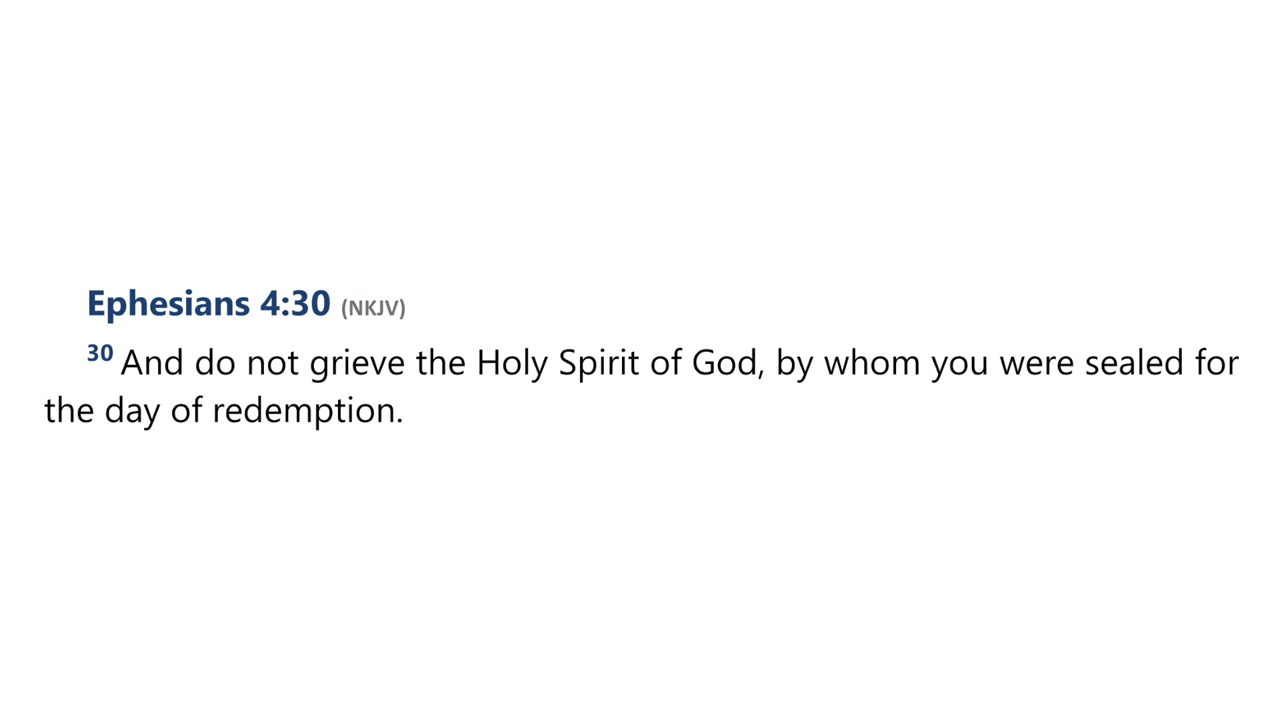 Ephesians 4:30 (NKJV)
30 And do not grieve the Holy Spirit of God, by whom you were sealed for
the day of redemption.